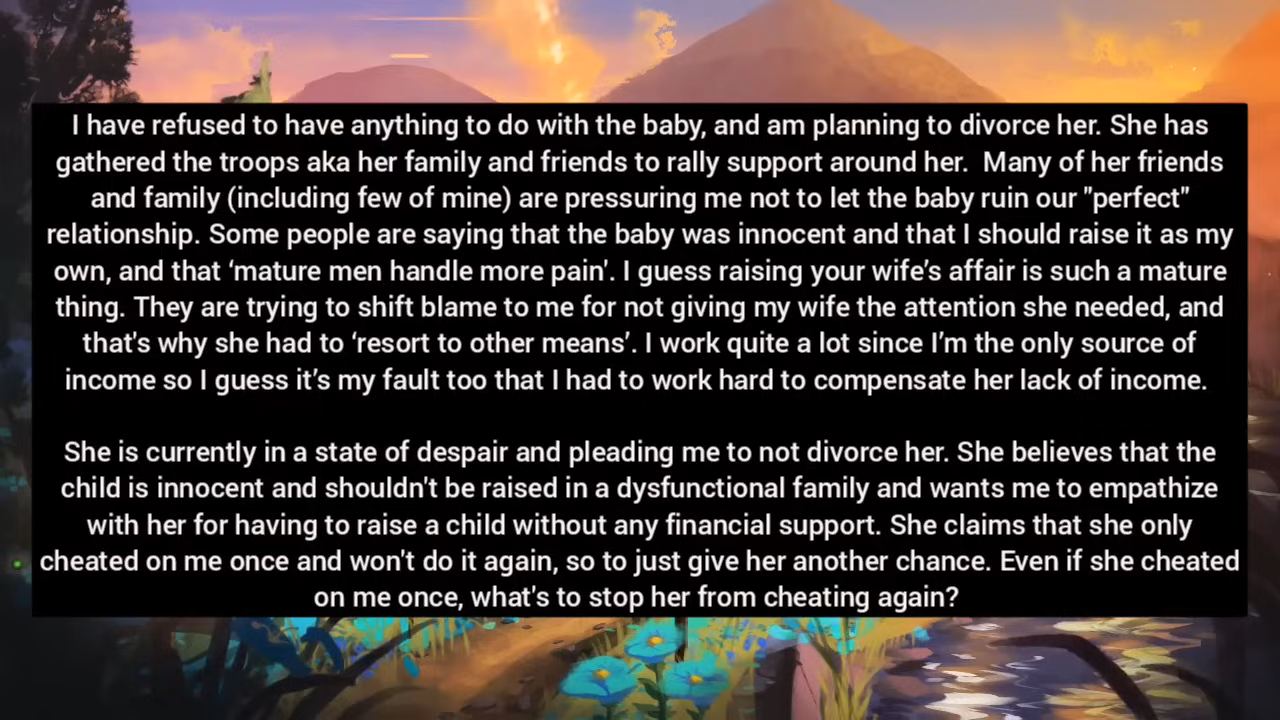 I have refused to have anything to do with the baby, and am planning to divorce her. She has
gathered the troops aka her family and friends to rally support around her.  Many of her friends
and family (including few of mine) are pressuring me not to let the baby ruin our "perfect"
relationship. Some people are saying that the baby was innocent and that I should raise it as my
own, and that ‘mature men handle more pain'. I guess raising your wife’s affair is such a mature
thing. They are trying to shift blame to me for not giving my wife the attention she needed, and
that's why she had to ‘resort to other means’. I work quite a lot since I’m the only source of
income so I guess it’s my fault too that I had to work hard to compensate her lack of income.
She is currently in a state of despair and pleading me to not divorce her. She believes that the
child is innocent and shouldn't be raised in a dysfunctional family and wants me to empathize
with her for having to raise a child without any financial support. She claims that she only
cheated on me once and won't do it again, so to just give her another chance. Even if she cheated
on me once, what's to stop her from cheating again?